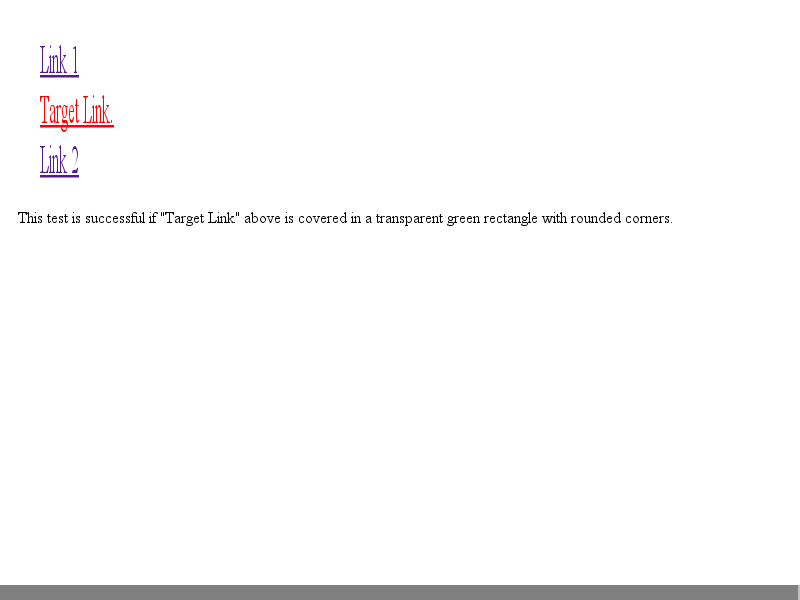 Link 1
Target Link.
Link 2
This test is successful if "Target Link" above is covered in a transparent green rectangle with rounded corners.